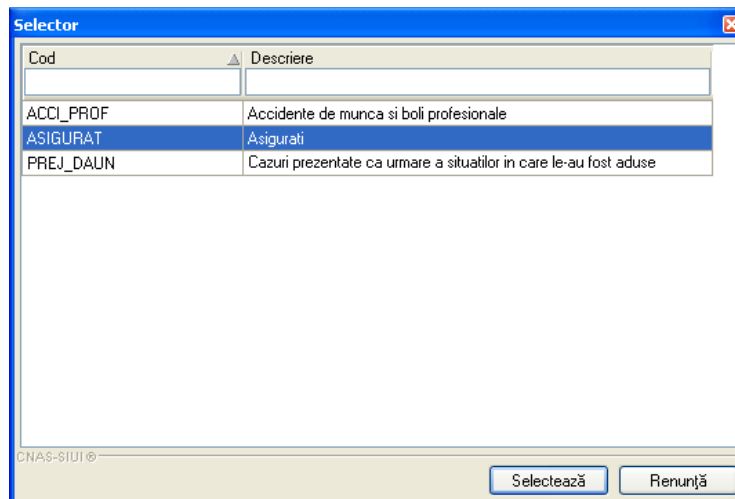 Selector
Cod Descriere
ACCI_PROF Accidente de munca si boli profesionale
ASIGURAT Asigurati
PREJ_DAUN Cazuri prezentate ca urmare a situatilor in care le-au fost aduse
CNAS-SIUI®
Selectează Renunţă